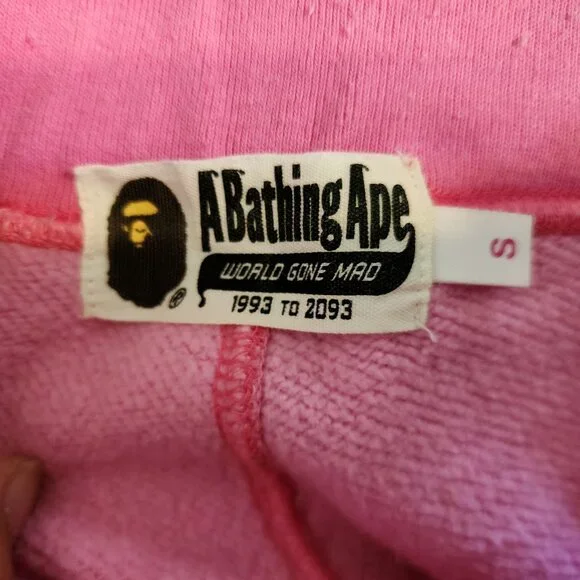 A Bathing Ape
WORLD GONE MAD
1993 TO 2093
®
S